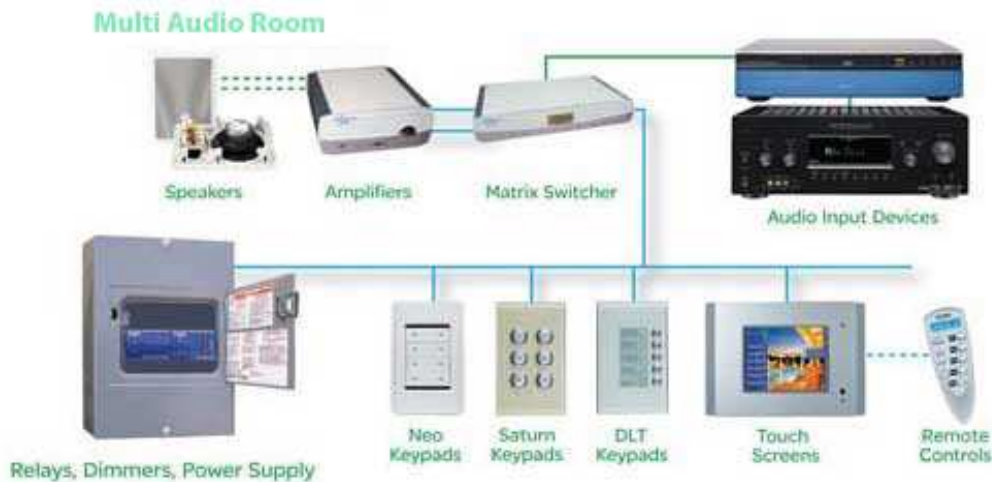 Multi Audio Room
Speakers
Amplifiers
Matrix Switcher
Audio Input Devices
Neo
Keypads
Saturn
Keypads
DLT
Keypads
Touch
Screens
Remote
Controls
Relays, Dimmers, Power Supply